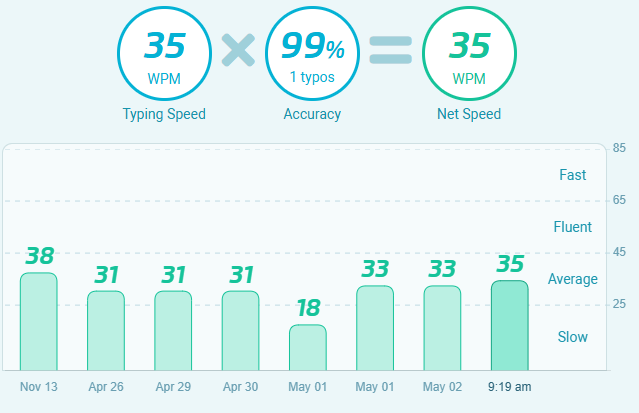 35 × 99% = 35
WPM 1 typos WPM
Typing Speed Accuracy Net Speed
85
Fast
65
Fluent
45
38 31 31 31 18 33 33 35
Average
25
Slow
Nov 13 Apr 26 Apr 29 Apr 30 May 01 May 01 May 02 9:19 am